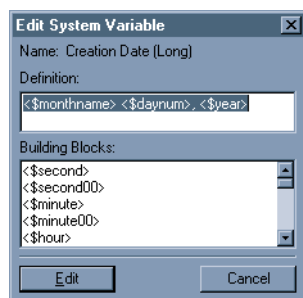 Edit System Variable
Name: Creation Date (Long)
Definition:
<$monthname> <$daynum>, <$year>
Building Blocks:
<$second>
<$second00>
<$minute>
<$minute00>
<$hour>
Edit Cancel